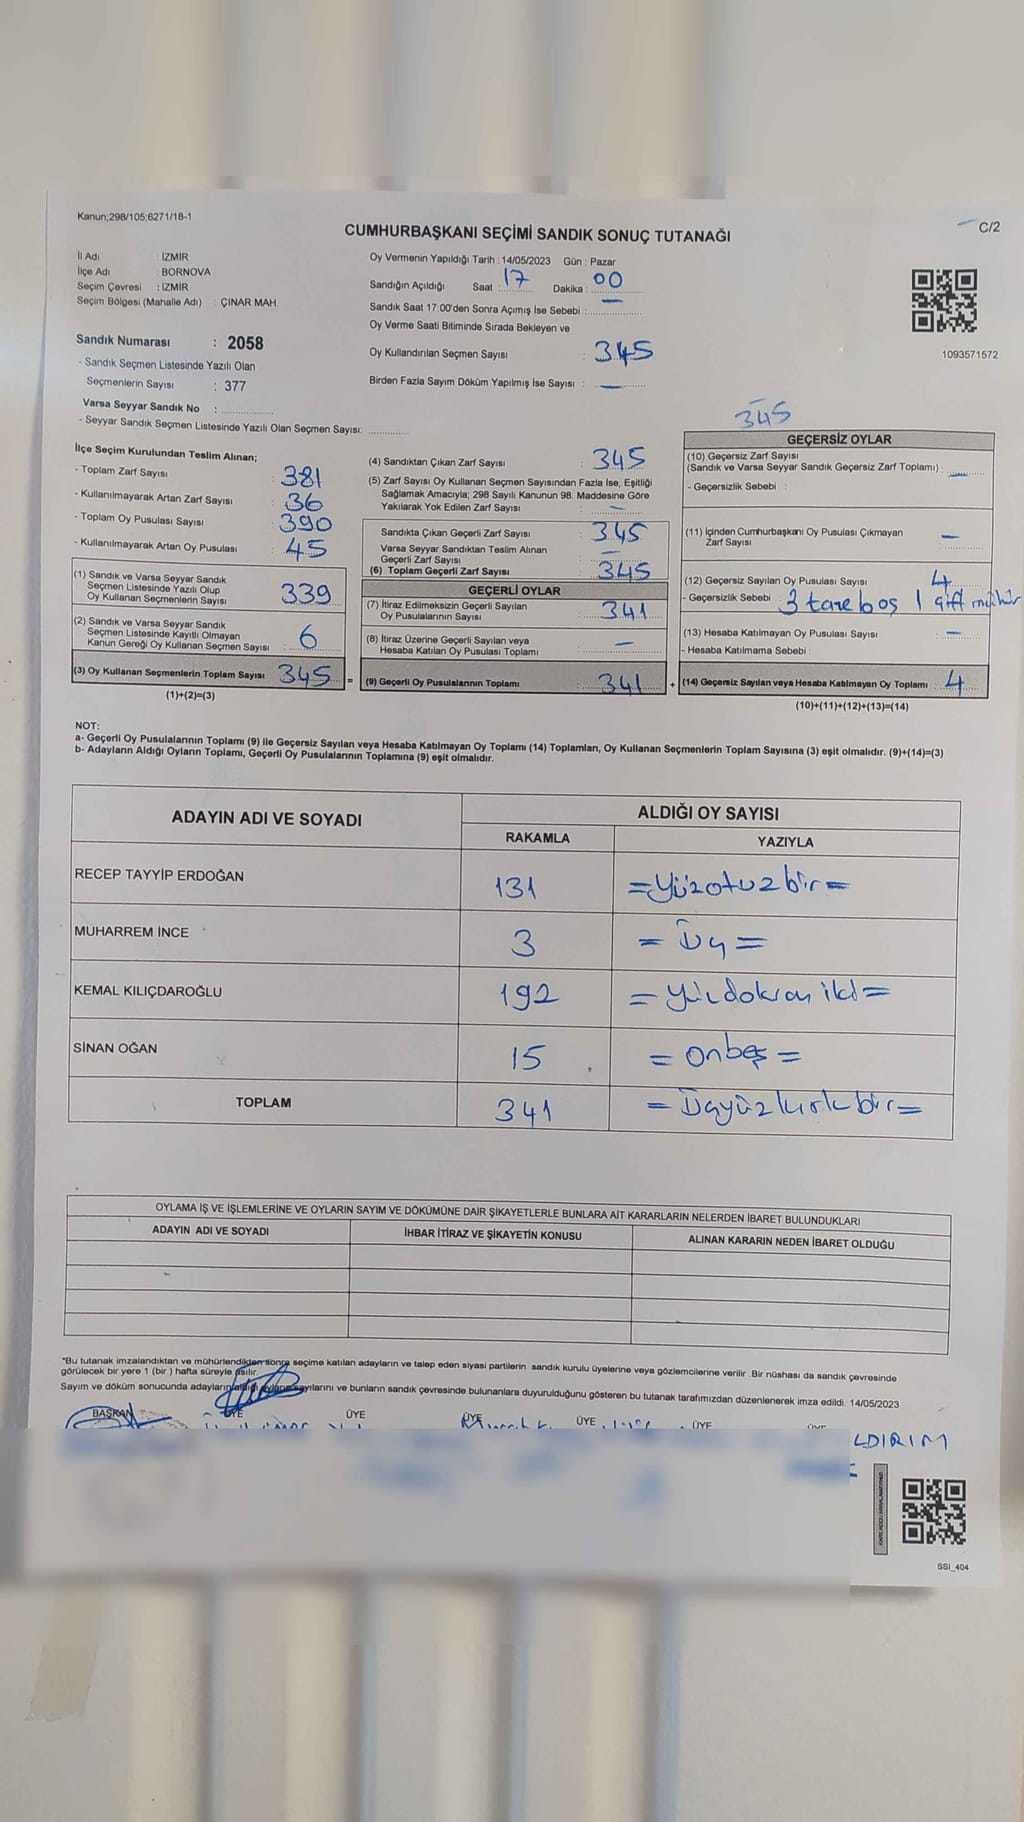 Kanun;298/105;6271/18-1
C/2
CUMHURBAŞKANI SEÇİMİ SANDIK SONUÇ TUTANAĞI
İl Adı : İZMİR
İlçe Adı : BORNOVA
Seçim Çevresi : İZMİR
Seçim Bölgesi (Mahalle Adı) : ÇINAR MAH.
Sandık Numarası : 2058
- Sandık Seçmen Listesinde Yazılı Olan
Seçmenlerin Sayısı : 377
Varsa Seyyar Sandık No : ..............
- Seyyar Sandık Seçmen Listesinde Yazılı Olan Seçmen Sayısı: ..............
Oy Vermenin Yapıldığı Tarih : 14/05/2023 Gün : Pazar
Sandığın Açıldığı Saat : 17 Dakika : 00
Sandık Saat 17:00'den Sonra Açımış İse Sebebi : —
Oy Verme Saati Bitiminde Sırada Bekleyen ve
Oy Kullandırılan Seçmen Sayısı : 345
Birden Fazla Sayım Döküm Yapılmış İse Sayısı : —
1093571572
345
İlçe Seçim Kurulundan Teslim Alınan;
- Toplam Zarf Sayısı : 381
- Kullanılmayarak Artan Zarf Sayısı : 36
- Toplam Oy Pusulası Sayısı : 390
- Kullanılmayarak Artan Oy Pusulası : 45
(1) Sandık ve Varsa Seyyar Sandık
Seçmen Listesinde Yazılı Olup
Oy Kullanan Seçmenlerin Sayısı : 339
(2) Sandık ve Varsa Seyyar Sandık
Seçmen Listesinde Kayıtlı Olmayan
Kanun Gereği Oy Kullanan Seçmen Sayısı : 6
(3) Oy Kullanan Seçmenlerin Toplam Sayısı : 345 =
(1)+(2)=(3)
(4) Sandıktan Çıkan Zarf Sayısı : 345
(5) Zarf Sayısı Oy Kullanan Seçmen Sayısından Fazla İse, Eşitliği
Sağlamak Amacıyla; 298 Sayılı Kanunun 98. Maddesine Göre
Yakılarak Yok Edilen Zarf Sayısı : —
Sandıkta Çıkan Geçerli Zarf Sayısı : 345
Varsa Seyyar Sandıktan Teslim Alınan
Geçerli Zarf Sayısı : —
(6) Toplam Geçerli Zarf Sayısı : 345
GEÇERLİ OYLAR
(7) İtiraz Edilmeksizin Geçerli Sayılan
Oy Pusulalarının Sayısı : 341
(8) İtiraz Üzerine Geçerli Sayılan veya
Hesaba Katılan Oy Pusulası Toplamı : —
(9) Geçerli Oy Pusulalarının Toplamı : 341 +
GEÇERSİZ OYLAR
(10) Geçersiz Zarf Sayısı
(Sandık ve Varsa Seyyar Sandık Geçersiz Zarf Toplamı) : —
- Geçersizlik Sebebi :
(11) İçinden Cumhurbaşkanı Oy Pusulası Çıkmayan
Zarf Sayısı : —
(12) Geçersiz Sayılan Oy Pusulası Sayısı : 4
- Geçersizlik Sebebi : 3 tane boş 1 çift mühür
(13) Hesaba Katılmayan Oy Pusulası Sayısı : —
- Hesaba Katılmama Sebebi :
(14) Geçersiz Sayılan veya Hesaba Katılmayan Oy Toplamı : 4
(10)+(11)+(12)+(13)=(14)
NOT:
a- Geçerli Oy Pusulalarının Toplamı (9) ile Geçersiz Sayılan veya Hesaba Katılmayan Oy Toplamı (14) Toplamları, Oy Kullanan Seçmenlerin Toplam Sayısına (3) eşit olmalıdır. (9)+(14)=(3)
b- Adayların Aldığı Oyların Toplamı, Geçerli Oy Pusulalarının Toplamına (9) eşit olmalıdır.
ADAYIN ADI VE SOYADI ALDIĞI OY SAYISI
RAKAMLA YAZIYLA
RECEP TAYYİP ERDOĞAN 131 =Yüzotuzbir=
MUHARREM İNCE 3 = Üç =
KEMAL KILIÇDAROĞLU 192 = Yüzdoksan iki =
SİNAN OĞAN 15 = Onbeş =
TOPLAM 341 = Üçyüzkırkbir=
OYLAMA İŞ VE İŞLEMLERİNE VE OYLARIN SAYIM VE DÖKÜMÜNE DAİR ŞİKAYETLERLE BUNLARA AİT KARARLARIN NELERDEN İBARET BULUNDUKLARI
ADAYIN ADI VE SOYADI İHBAR İTİRAZ VE ŞİKAYETİN KONUSU ALINAN KARARIN NEDEN İBARET OLDUĞU
*Bu tutanak imzalandıktan ve mühürlendikten sonra seçime katılan adayların ve talep eden siyasi partilerin sandık kurulu üyelerine veya gözlemcilerine verilir. Bir nüshası da sandık çevresinde
görülecek bir yere 1 (bir) hafta süreyle asılır.
Sayım ve döküm sonucunda adayların aldığı oyların sayılarını ve bunların sandık çevresinde bulunanlara duyurulduğunu gösteren bu tutanak tarafımızdan düzenlenerek imza edildi. 14/05/2023
BAŞKAN ÜYE ÜYE ÜYE ÜYE ÜYE
LDIRIM
SSI_404